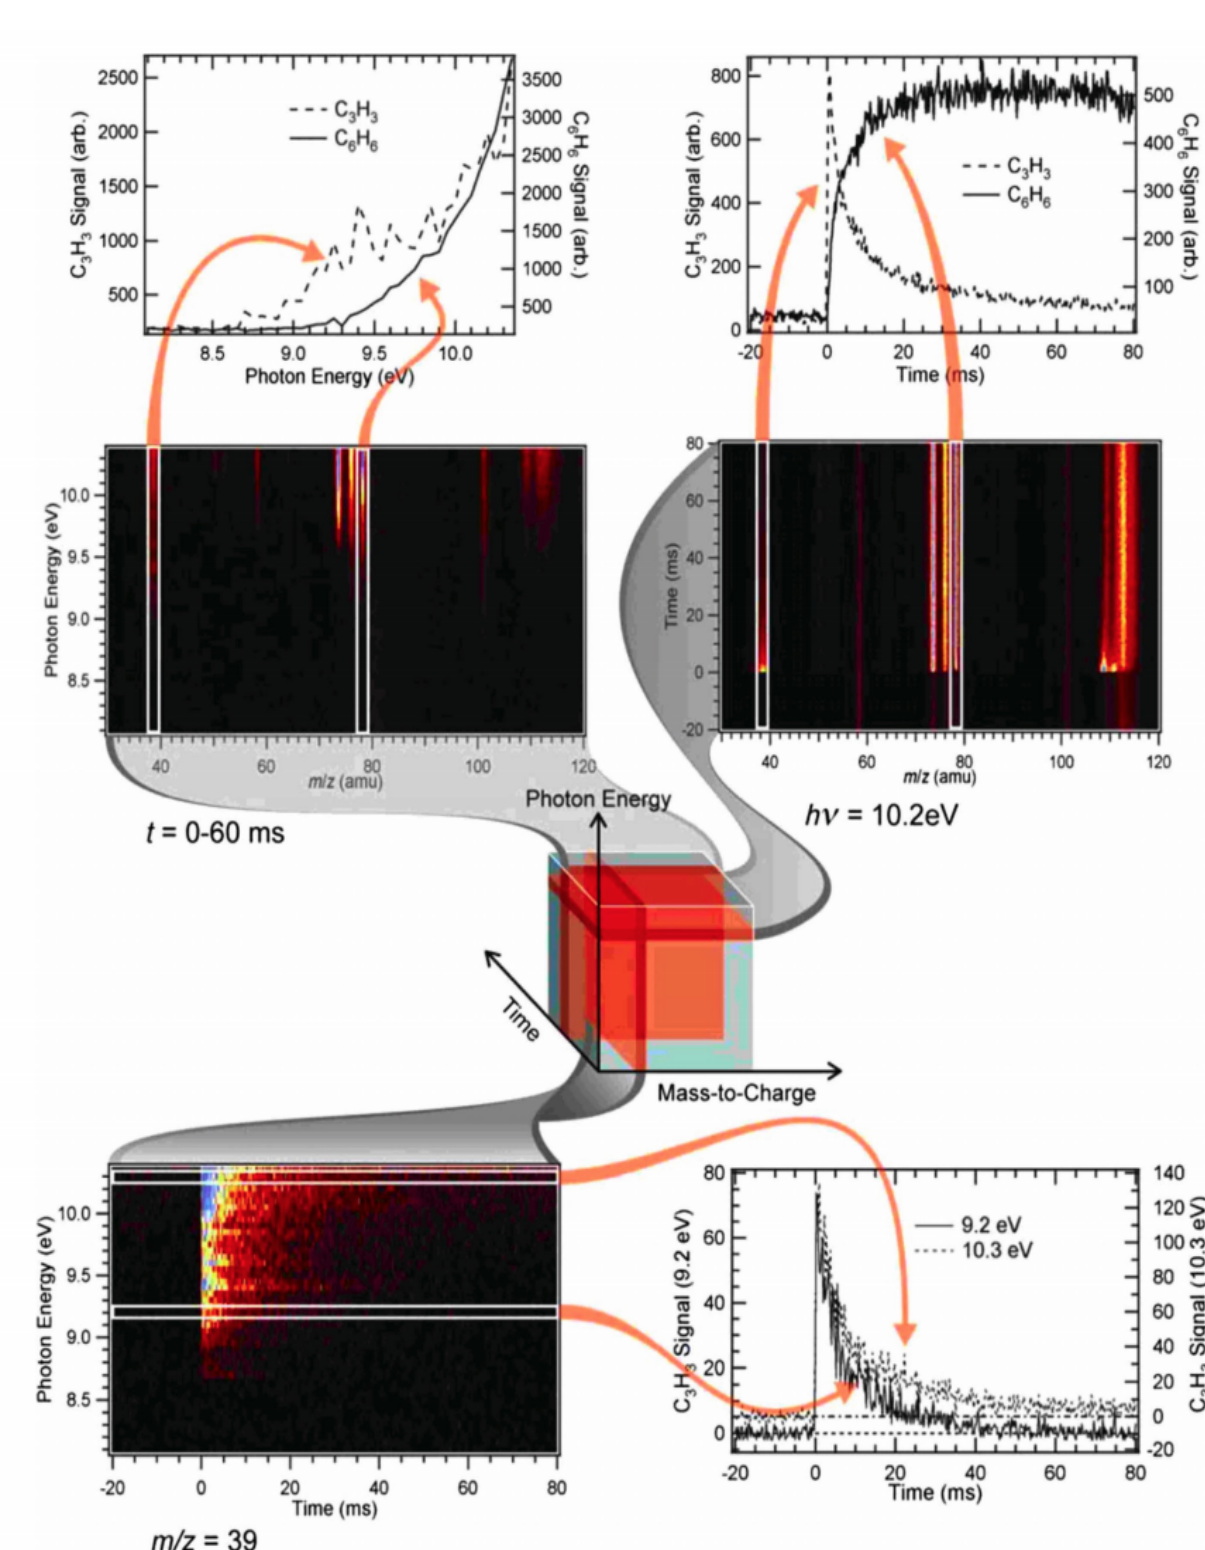 2500
2000
1500
1000
500
C₃H₃ Signal (arb.)
C₃H₃
C₆H₆
3500
3000
2500
2000
1500
1000
500
C₆H₆ Signal (arb.)
8.5 9.0 9.5 10.0
Photon Energy (eV)
800
600
400
200
0
C₃H₃ Signal (arb.)
C₃H₃
C₆H₆
500
400
300
200
100
C₆H₆ Signal (arb.)
-20 0 20 40 60 80
Time (ms)
10.0
9.5
9.0
8.5
Photon Energy (eV)
40 60 80 100 120
m/z (amu)
t = 0-60 ms
80
60
40
20
0
-20
Time (ms)
40 60 80 100 120
m/z (amu)
hν = 10.2eV
Photon Energy
Time
Mass-to-Charge
10.0
9.5
9.0
8.5
Photon Energy (eV)
-20 0 20 40 60 80
Time (ms)
m/z = 39
80
60
40
20
0
C₃H₃ Signal (9.2 eV)
9.2 eV
10.3 eV
140
120
100
80
60
40
20
0
-20
C₃H₃ Signal (10.3 eV)
-20 0 20 40 60 80
Time (ms)